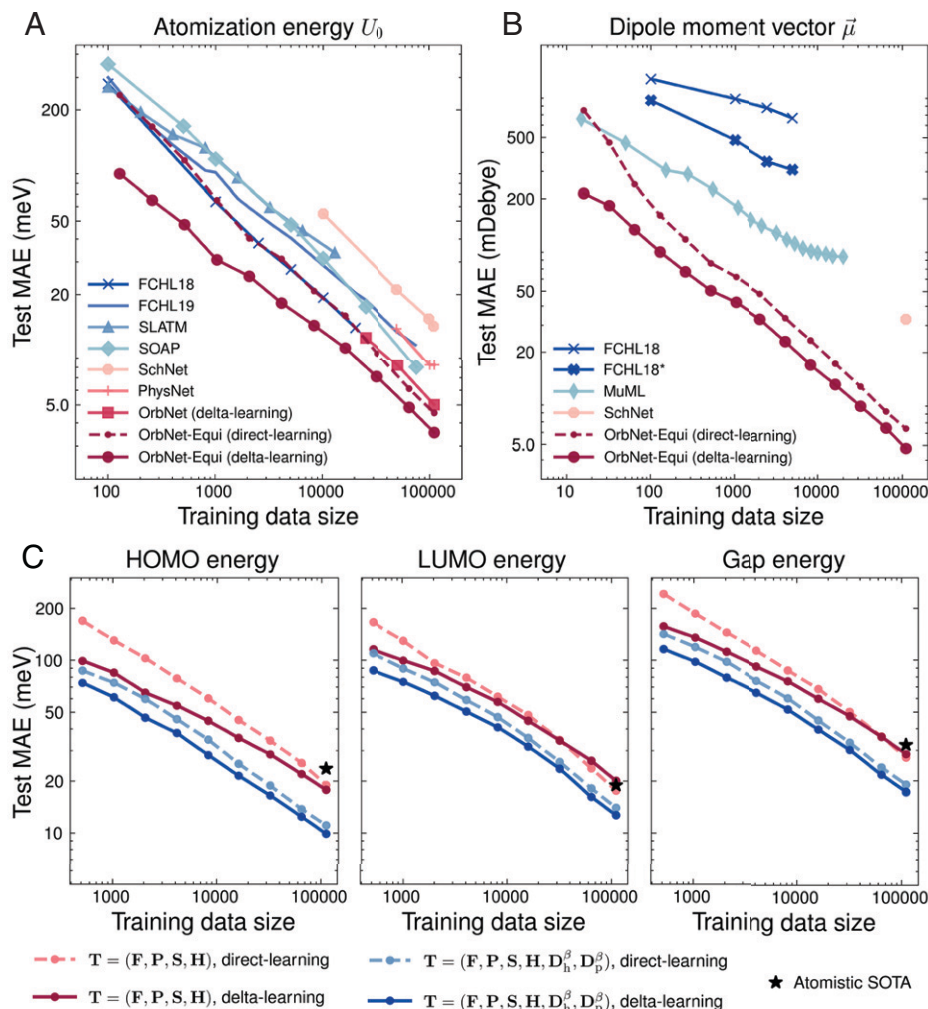 A
Atomization energy U₀
Test MAE (meV)
200
50
20
5.0
FCHL18
FCHL19
SLATM
SOAP
SchNet
PhysNet
OrbNet (delta-learning)
OrbNet-Equi (direct-learning)
OrbNet-Equi (delta-learning)
100 1000 10000 100000
Training data size
B
Dipole moment vector μ⃗
Test MAE (mDebye)
500
200
50
20
5.0
FCHL18
FCHL18*
MuML
SchNet
OrbNet-Equi (direct-learning)
OrbNet-Equi (delta-learning)
10 100 1000 10000 100000
Training data size
C
HOMO energy LUMO energy Gap energy
Test MAE (meV)
200
100
50
20
10
1000 10000 100000 1000 10000 100000 1000 10000 100000
Training data size Training data size Training data size
T = (F, P, S, H), direct-learning
T = (F, P, S, H, D_h^β, D_p^β), direct-learning
T = (F, P, S, H), delta-learning
T = (F, P, S, H, D_h^β, D_p^β), delta-learning
Atomistic SOTA